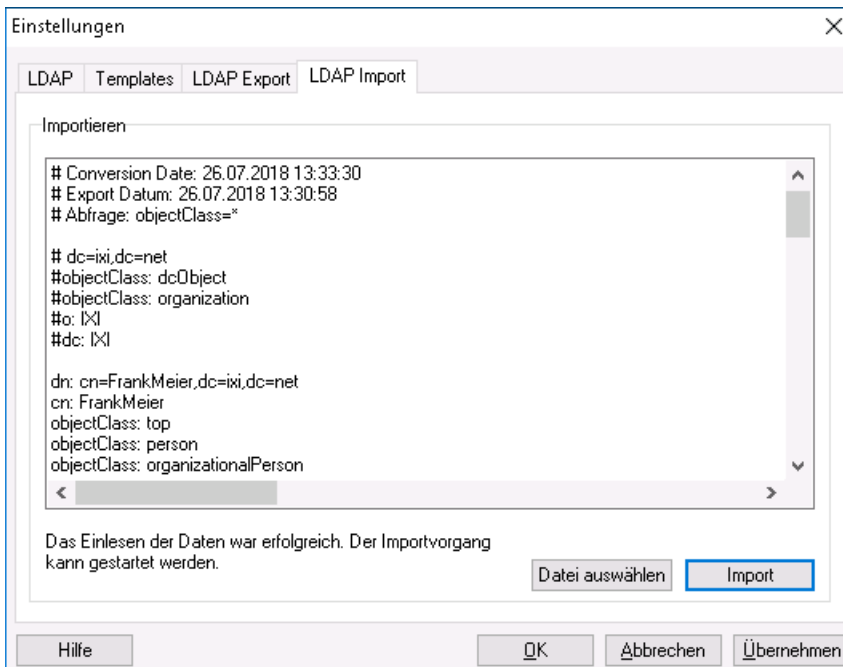 Einstellungen
LDAP Templates LDAP Export LDAP Import
Importieren
# Conversion Date: 26.07.2018 13:33:30
# Export Datum: 26.07.2018 13:30:58
# Abfrage: objectClass=*
# dc=ixi,dc=net
#objectClass: dcObject
#objectClass: organization
#o: IXI
#dc: IXI
dn: cn=FrankMeier,dc=ixi,dc=net
cn: FrankMeier
objectClass: top
objectClass: person
objectClass: organizationalPerson
Das Einlesen der Daten war erfolgreich. Der Importvorgang
kann gestartet werden.
Datei auswählen Import
Hilfe OK Abbrechen Übernehmen